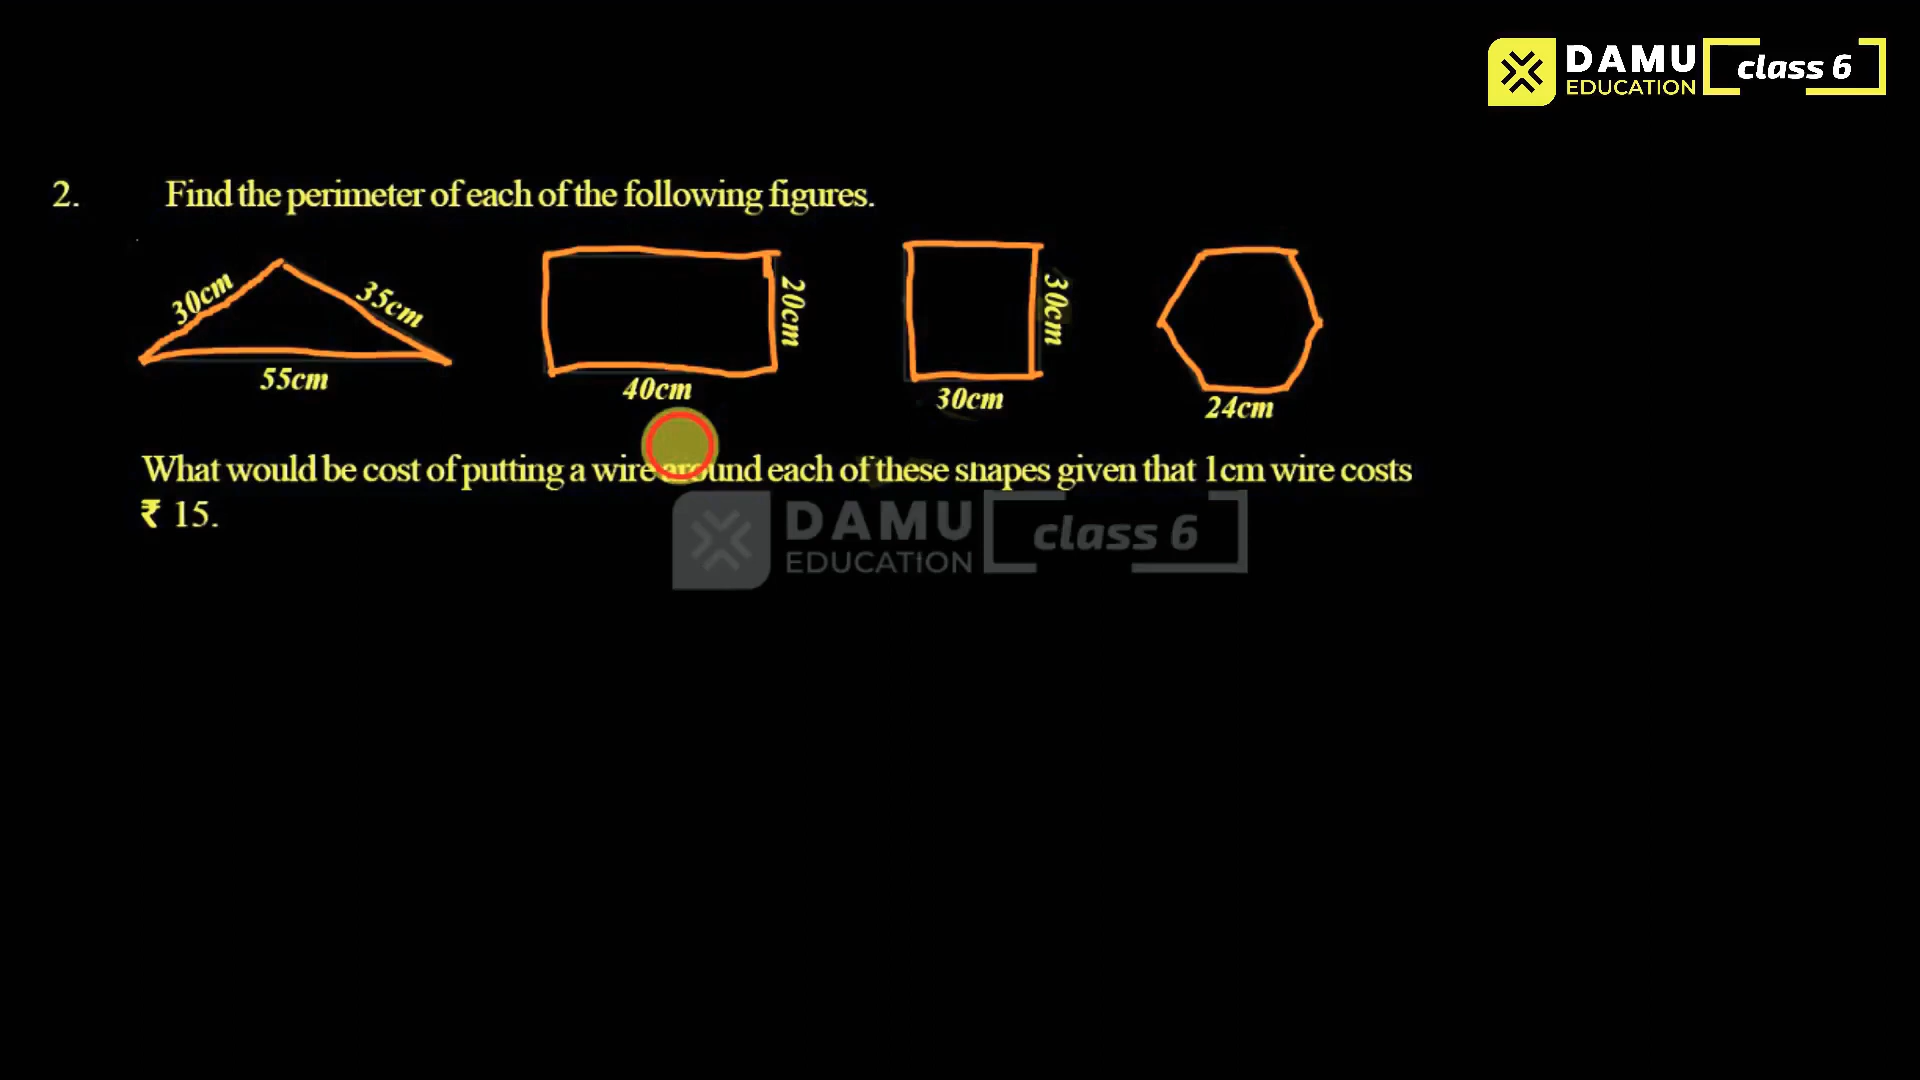 DAMU
EDUCATION
class 6
2. Find the perimeter of each of the following figures.
30cm
35cm
55cm
20cm
40cm
30cm
30cm
24cm
What would be cost of putting a wire around each of these snapes given that 1cm wire costs
₹ 15.
DAMU
EDUCATION
class 6